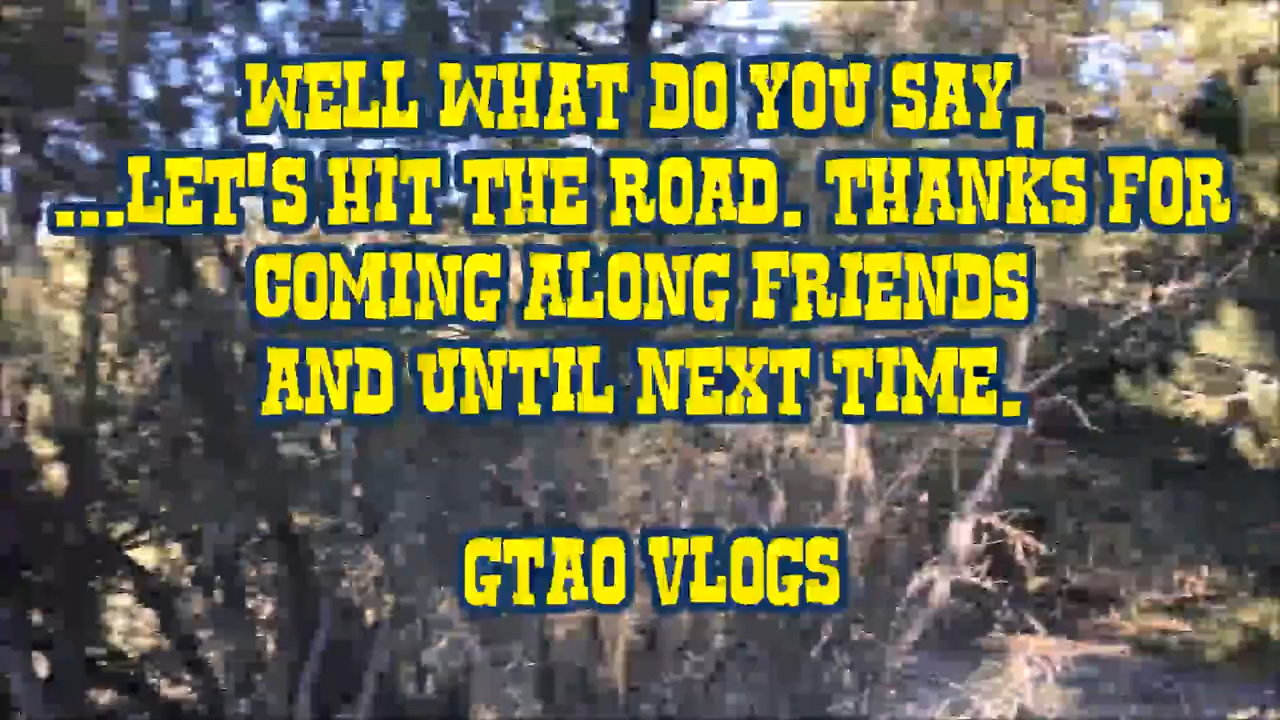 WELL WHAT DO YOU SAY,
...LET'S HIT THE ROAD. THANKS FOR
COMING ALONG FRIENDS
AND UNTIL NEXT TIME.
GTAO VLOGS